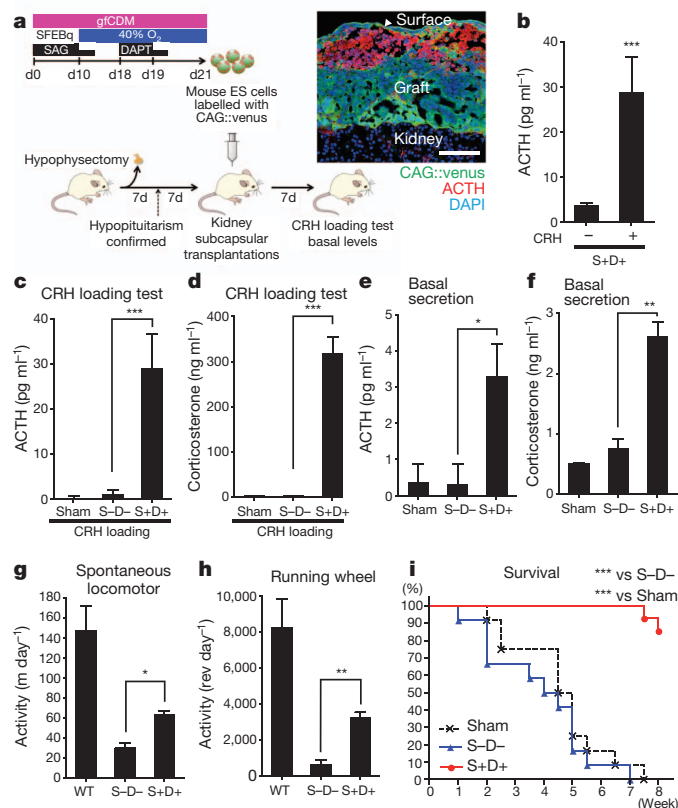 a
gfCDM
SFEBq
40% O₂
SAG
DAPT
d0
d10
d18
d19
d21
Mouse ES cells
labelled with
CAG::venus
Hypophysectomy
7d
7d
7d
Hypopituitarism
confirmed
Kidney
subcapsular
transplantations
CRH loading test
basal levels
Surface
Graft
Kidney
CAG::venus
ACTH
DAPI
b
ACTH (pg ml⁻¹)
40
30
20
10
0
***
CRH
–
+
S+D+
c
CRH loading test
ACTH (pg ml⁻¹)
40
30
20
10
0
***
Sham
S–D–
S+D+
CRH loading
d
CRH loading test
Corticosterone (ng ml⁻¹)
300
200
100
0
***
Sham
S–D–
S+D+
CRH loading
e
Basal
secretion
ACTH (pg ml⁻¹)
5
4
3
2
1
0
*
Sham
S–D–
S+D+
f
Basal
secretion
Corticosterone (ng ml⁻¹)
3
2
1
0
**
Sham
S–D–
S+D+
g
Spontaneous
locomotor
Activity (m day⁻¹)
180
160
140
120
100
80
60
40
20
0
*
WT
S–D–
S+D+
h
Running wheel
Activity (rev day⁻¹)
10,000
8,000
6,000
4,000
2,000
0
**
WT
S–D–
S+D+
i
Survival
(%)
*** vs S–D–
*** vs Sham
100
90
80
70
60
50
40
30
20
10
0
Sham
S–D–
S+D+
0
1
2
3
4
5
6
7
8
(Week)